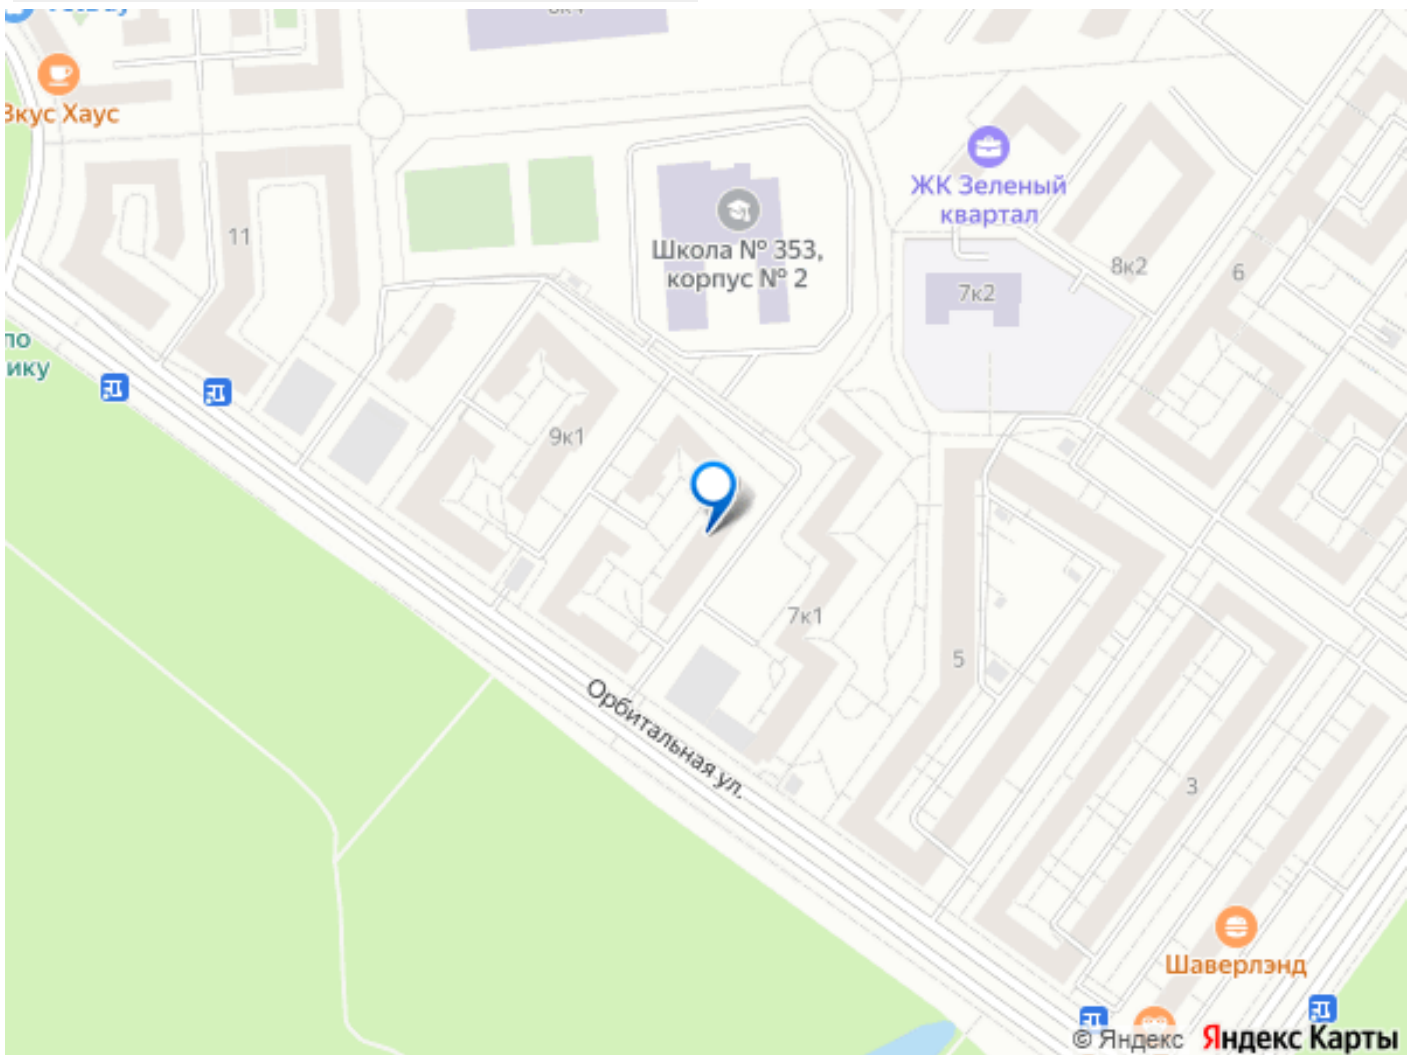 Вкус Хаус
ЖК Зеленый
квартал
11
Школа № 353,
корпус № 2
8к2
6
7к2
по
ику
9к1
7к1
5
Орбитальная ул.
3
Шаверлэнд
© Яндекс Яндекс Карты